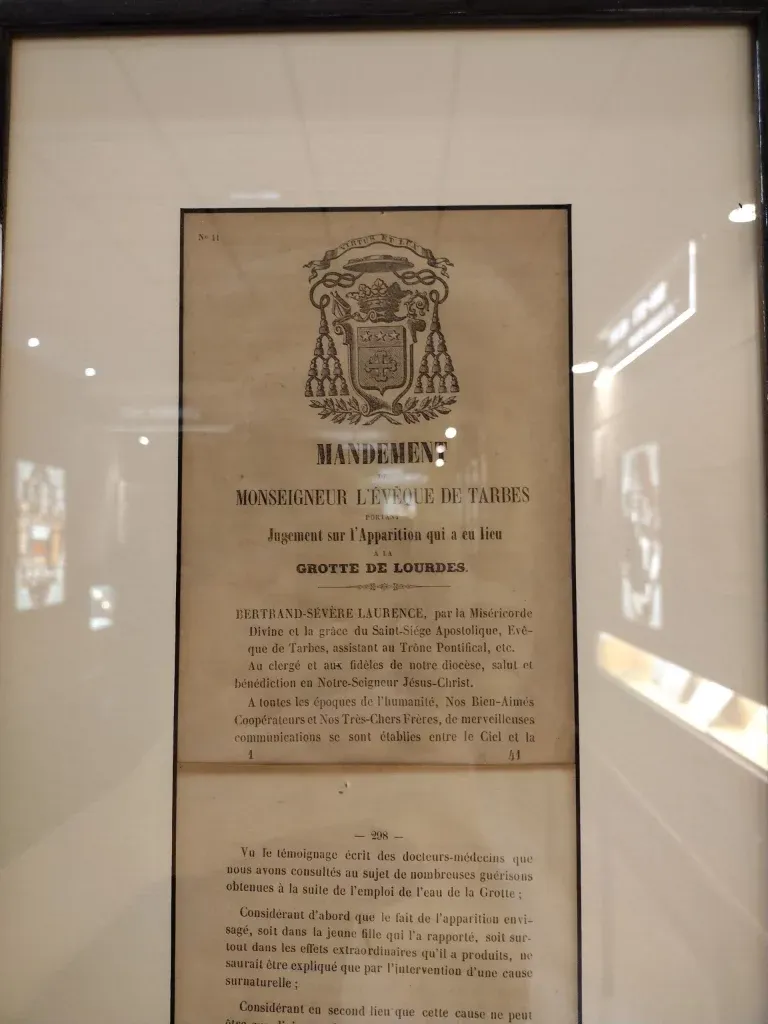 No 11
VIRTUS ET LUX
MANDEMENT
MONSEIGNEUR L'ÉVÊQUE DE TARBES
PORTANT
Jugement sur l'Apparition qui a eu lieu
A LA
GROTTE DE LOURDES.
BERTRAND-SÉVÈRE LAURENCE, par la Miséricorde
Divine et la grâce du Saint-Siége Apostolique, Evê-
que de Tarbes, assistant au Trône Pontifical, etc.
Au clergé et aux fidèles de notre diocèse, salut et
bénédiction en Notre-Seigneur Jésus-Christ.
A toutes les époques de l'humanité, Nos Bien-Aimés
Coopérateurs et Nos Très-Chers Frères, de merveilleuses
communications se sont établies entre le Ciel et la
1 41
— 298 —
Vu le témoignage écrit des docteurs-médecins que
nous avons consultés au sujet de nombreuses guérisons
obtenues à la suite de l'emploi de l'eau de la Grotte ;
Considérant d'abord que le fait de l'apparition envi-
sagé, soit dans la jeune fille qui l'a rapporté, soit sur-
tout dans les effets extraordinaires qu'il a produits, ne
saurait être expliqué que par l'intervention d'une cause
surnaturelle ;
Considérant en second lieu que cette cause ne peut